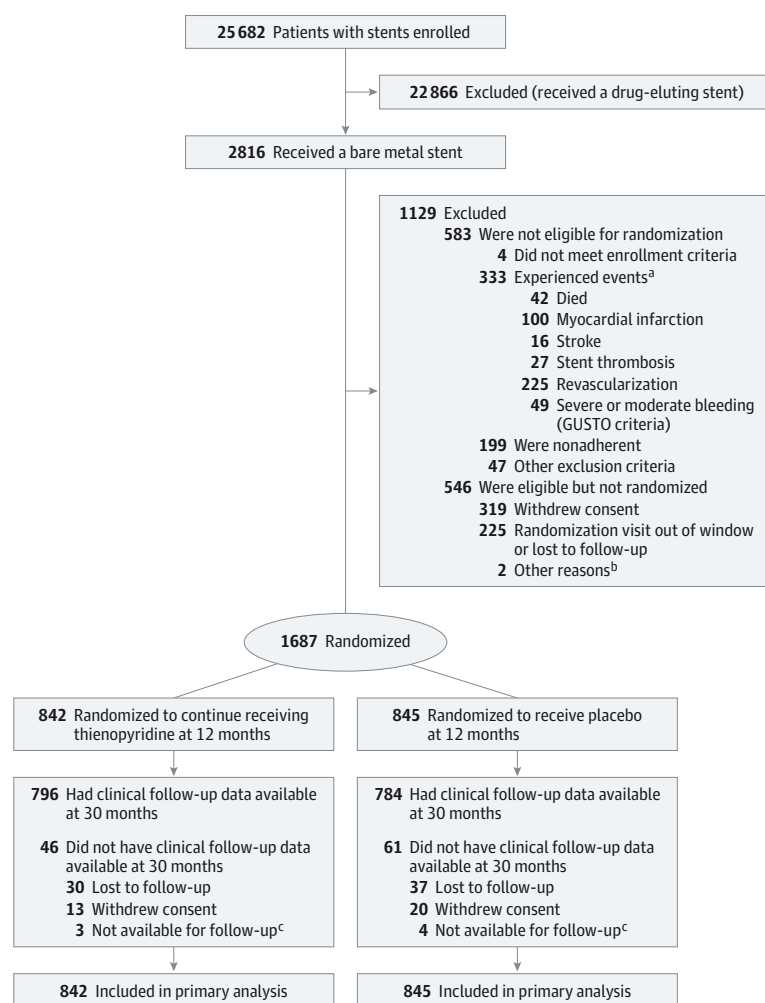 25 682 Patients with stents enrolled
22 866 Excluded (received a drug-eluting stent)
2816 Received a bare metal stent
1129 Excluded
583 Were not eligible for randomization
4 Did not meet enrollment criteria
333 Experienced eventsa
42 Died
100 Myocardial infarction
16 Stroke
27 Stent thrombosis
225 Revascularization
49 Severe or moderate bleeding
(GUSTO criteria)
199 Were nonadherent
47 Other exclusion criteria
546 Were eligible but not randomized
319 Withdrew consent
225 Randomization visit out of window
or lost to follow-up
2 Other reasonsb
1687 Randomized
842 Randomized to continue receiving
thienopyridine at 12 months
796 Had clinical follow-up data available
at 30 months
46 Did not have clinical follow-up data
available at 30 months
30 Lost to follow-up
13 Withdrew consent
3 Not available for follow-upc
842 Included in primary analysis
845 Randomized to receive placebo
at 12 months
784 Had clinical follow-up data available
at 30 months
61 Did not have clinical follow-up data
available at 30 months
37 Lost to follow-up
20 Withdrew consent
4 Not available for follow-upc
845 Included in primary analysis